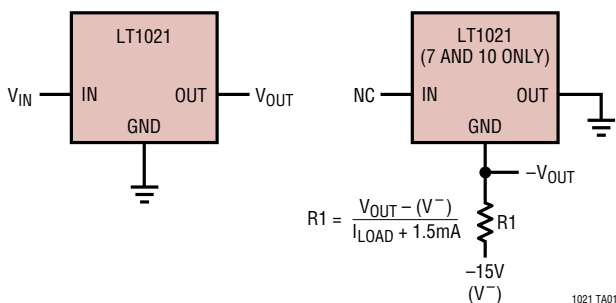 LT1021
V_IN
IN
OUT
V_OUT
GND
LT1021
(7 AND 10 ONLY)
NC
IN
OUT
GND
–V_OUT
R1 = V_OUT – (V⁻) / I_LOAD + 1.5mA
R1
–15V
(V⁻)
1021 TA01